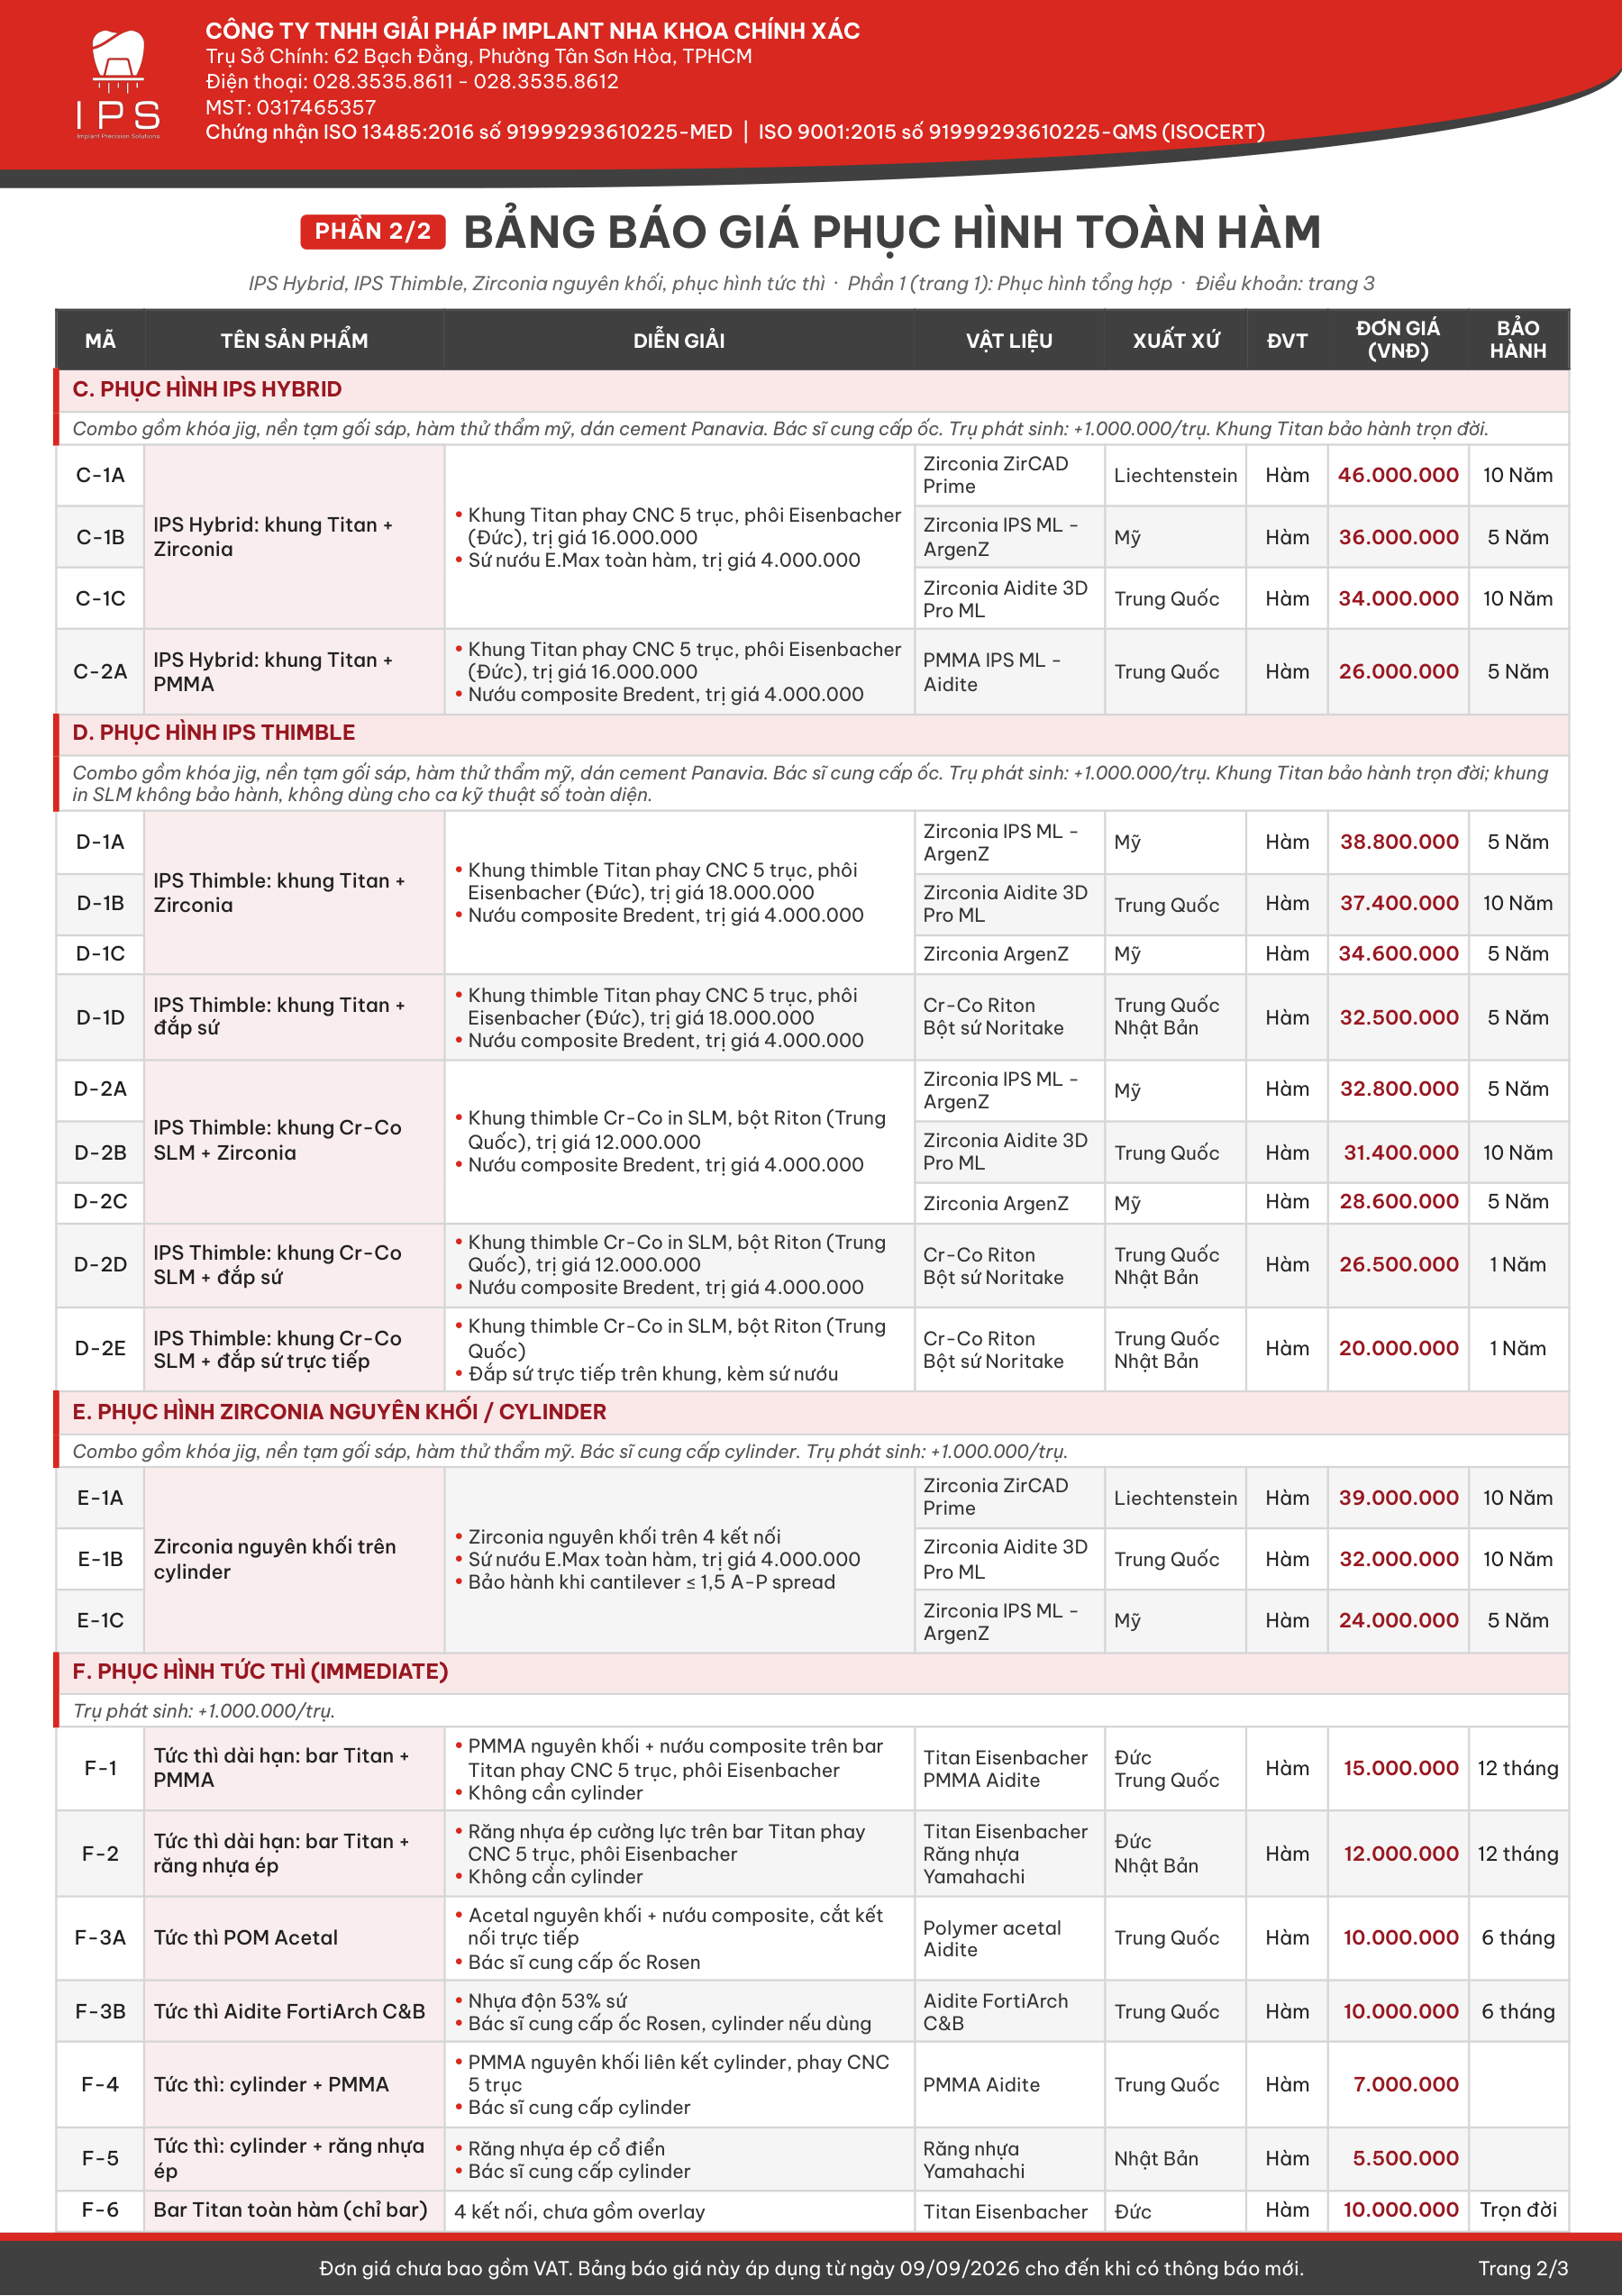 CÔNG TY TNHH GIẢI PHÁP IMPLANT NHA KHOA CHÍNH XÁC
Trụ Sở Chính: 62 Bạch Đằng, Phường Tân Sơn Hòa, TPHCM
Điện thoại: 028.3535.8611 - 028.3535.8612
MST: 0317465357
Chứng nhận ISO 13485:2016 số 91999293610225-MED | ISO 9001:2015 số 91999293610225-QMS (ISOCERT)
IPS
Implant Precision Solutions
PHẦN 2/2 BẢNG BÁO GIÁ PHỤC HÌNH TOÀN HÀM
IPS Hybrid, IPS Thimble, Zirconia nguyên khối, phục hình tức thì · Phần 1 (trang 1): Phục hình tổng hợp · Điều khoản: trang 3
MÃ TÊN SẢN PHẨM DIỄN GIẢI VẬT LIỆU XUẤT XỨ ĐVT ĐƠN GIÁ (VNĐ) BẢO HÀNH
C. PHỤC HÌNH IPS HYBRID
Combo gồm khóa jig, nền tạm gối sáp, hàm thử thẩm mỹ, dán cement Panavia. Bác sĩ cung cấp ốc. Trụ phát sinh: +1.000.000/trụ. Khung Titan bảo hành trọn đời.
IPS Hybrid: khung Titan +
Zirconia
• Khung Titan phay CNC 5 trục, phôi Eisenbacher
(Đức), trị giá 16.000.000
• Sứ nướu E.Max toàn hàm, trị giá 4.000.000
C-1A Zirconia ZirCAD Prime Liechtenstein Hàm 46.000.000 10 Năm
C-1B Zirconia IPS ML - ArgenZ Mỹ Hàm 36.000.000 5 Năm
C-1C Zirconia Aidite 3D Pro ML Trung Quốc Hàm 34.000.000 10 Năm
C-2A
IPS Hybrid: khung Titan +
PMMA
• Khung Titan phay CNC 5 trục, phôi Eisenbacher
(Đức), trị giá 16.000.000
• Nướu composite Bredent, trị giá 4.000.000
PMMA IPS ML - Aidite Trung Quốc Hàm 26.000.000 5 Năm
D. PHỤC HÌNH IPS THIMBLE
Combo gồm khóa jig, nền tạm gối sáp, hàm thử thẩm mỹ, dán cement Panavia. Bác sĩ cung cấp ốc. Trụ phát sinh: +1.000.000/trụ. Khung Titan bảo hành trọn đời; khung
in SLM không bảo hành, không dùng cho ca kỹ thuật số toàn diện.
IPS Thimble: khung Titan +
Zirconia
• Khung thimble Titan phay CNC 5 trục, phôi
Eisenbacher (Đức), trị giá 18.000.000
• Nướu composite Bredent, trị giá 4.000.000
D-1A Zirconia IPS ML - ArgenZ Mỹ Hàm 38.800.000 5 Năm
D-1B Zirconia Aidite 3D Pro ML Trung Quốc Hàm 37.400.000 10 Năm
D-1C Zirconia ArgenZ Mỹ Hàm 34.600.000 5 Năm
D-1D
IPS Thimble: khung Titan +
đắp sứ
• Khung thimble Titan phay CNC 5 trục, phôi
Eisenbacher (Đức), trị giá 18.000.000
• Nướu composite Bredent, trị giá 4.000.000
Cr-Co Riton
Bột sứ Noritake
Trung Quốc
Nhật Bản
Hàm 32.500.000 5 Năm
IPS Thimble: khung Cr-Co
SLM + Zirconia
• Khung thimble Cr-Co in SLM, bột Riton (Trung
Quốc), trị giá 12.000.000
• Nướu composite Bredent, trị giá 4.000.000
D-2A Zirconia IPS ML - ArgenZ Mỹ Hàm 32.800.000 5 Năm
D-2B Zirconia Aidite 3D Pro ML Trung Quốc Hàm 31.400.000 10 Năm
D-2C Zirconia ArgenZ Mỹ Hàm 28.600.000 5 Năm
D-2D
IPS Thimble: khung Cr-Co
SLM + đắp sứ
• Khung thimble Cr-Co in SLM, bột Riton (Trung
Quốc), trị giá 12.000.000
• Nướu composite Bredent, trị giá 4.000.000
Cr-Co Riton
Bột sứ Noritake
Trung Quốc
Nhật Bản
Hàm 26.500.000 1 Năm
D-2E
IPS Thimble: khung Cr-Co
SLM + đắp sứ trực tiếp
• Khung thimble Cr-Co in SLM, bột Riton (Trung
Quốc)
• Đắp sứ trực tiếp trên khung, kèm sứ nướu
Cr-Co Riton
Bột sứ Noritake
Trung Quốc
Nhật Bản
Hàm 20.000.000 1 Năm
E. PHỤC HÌNH ZIRCONIA NGUYÊN KHỐI / CYLINDER
Combo gồm khóa jig, nền tạm gối sáp, hàm thử thẩm mỹ. Bác sĩ cung cấp cylinder. Trụ phát sinh: +1.000.000/trụ.
Zirconia nguyên khối trên
cylinder
• Zirconia nguyên khối trên 4 kết nối
• Sứ nướu E.Max toàn hàm, trị giá 4.000.000
• Bảo hành khi cantilever ≤ 1,5 A-P spread
E-1A Zirconia ZirCAD Prime Liechtenstein Hàm 39.000.000 10 Năm
E-1B Zirconia Aidite 3D Pro ML Trung Quốc Hàm 32.000.000 10 Năm
E-1C Zirconia IPS ML - ArgenZ Mỹ Hàm 24.000.000 5 Năm
F. PHỤC HÌNH TỨC THÌ (IMMEDIATE)
Trụ phát sinh: +1.000.000/trụ.
F-1
Tức thì dài hạn: bar Titan +
PMMA
• PMMA nguyên khối + nướu composite trên bar
Titan phay CNC 5 trục, phôi Eisenbacher
• Không cần cylinder
Titan Eisenbacher
PMMA Aidite
Đức
Trung Quốc
Hàm 15.000.000 12 tháng
F-2
Tức thì dài hạn: bar Titan +
răng nhựa ép
• Răng nhựa ép cường lực trên bar Titan phay
CNC 5 trục, phôi Eisenbacher
• Không cần cylinder
Titan Eisenbacher
Răng nhựa
Yamahachi
Đức
Nhật Bản
Hàm 12.000.000 12 tháng
F-3A Tức thì POM Acetal
• Acetal nguyên khối + nướu composite, cắt kết
nối trực tiếp
• Bác sĩ cung cấp ốc Rosen
Polymer acetal
Aidite
Trung Quốc Hàm 10.000.000 6 tháng
F-3B Tức thì Aidite FortiArch C&B
• Nhựa độn 53% sứ
• Bác sĩ cung cấp ốc Rosen, cylinder nếu dùng
Aidite FortiArch
C&B
Trung Quốc Hàm 10.000.000 6 tháng
F-4 Tức thì: cylinder + PMMA
• PMMA nguyên khối liên kết cylinder, phay CNC
5 trục
• Bác sĩ cung cấp cylinder
PMMA Aidite Trung Quốc Hàm 7.000.000
F-5
Tức thì: cylinder + răng nhựa
ép
• Răng nhựa ép cổ điển
• Bác sĩ cung cấp cylinder
Răng nhựa
Yamahachi
Nhật Bản Hàm 5.500.000
F-6 Bar Titan toàn hàm (chỉ bar) 4 kết nối, chưa gồm overlay Titan Eisenbacher Đức Hàm 10.000.000 Trọn đời
Đơn giá chưa bao gồm VAT. Bảng báo giá này áp dụng từ ngày 09/09/2026 cho đến khi có thông báo mới.
Trang 2/3